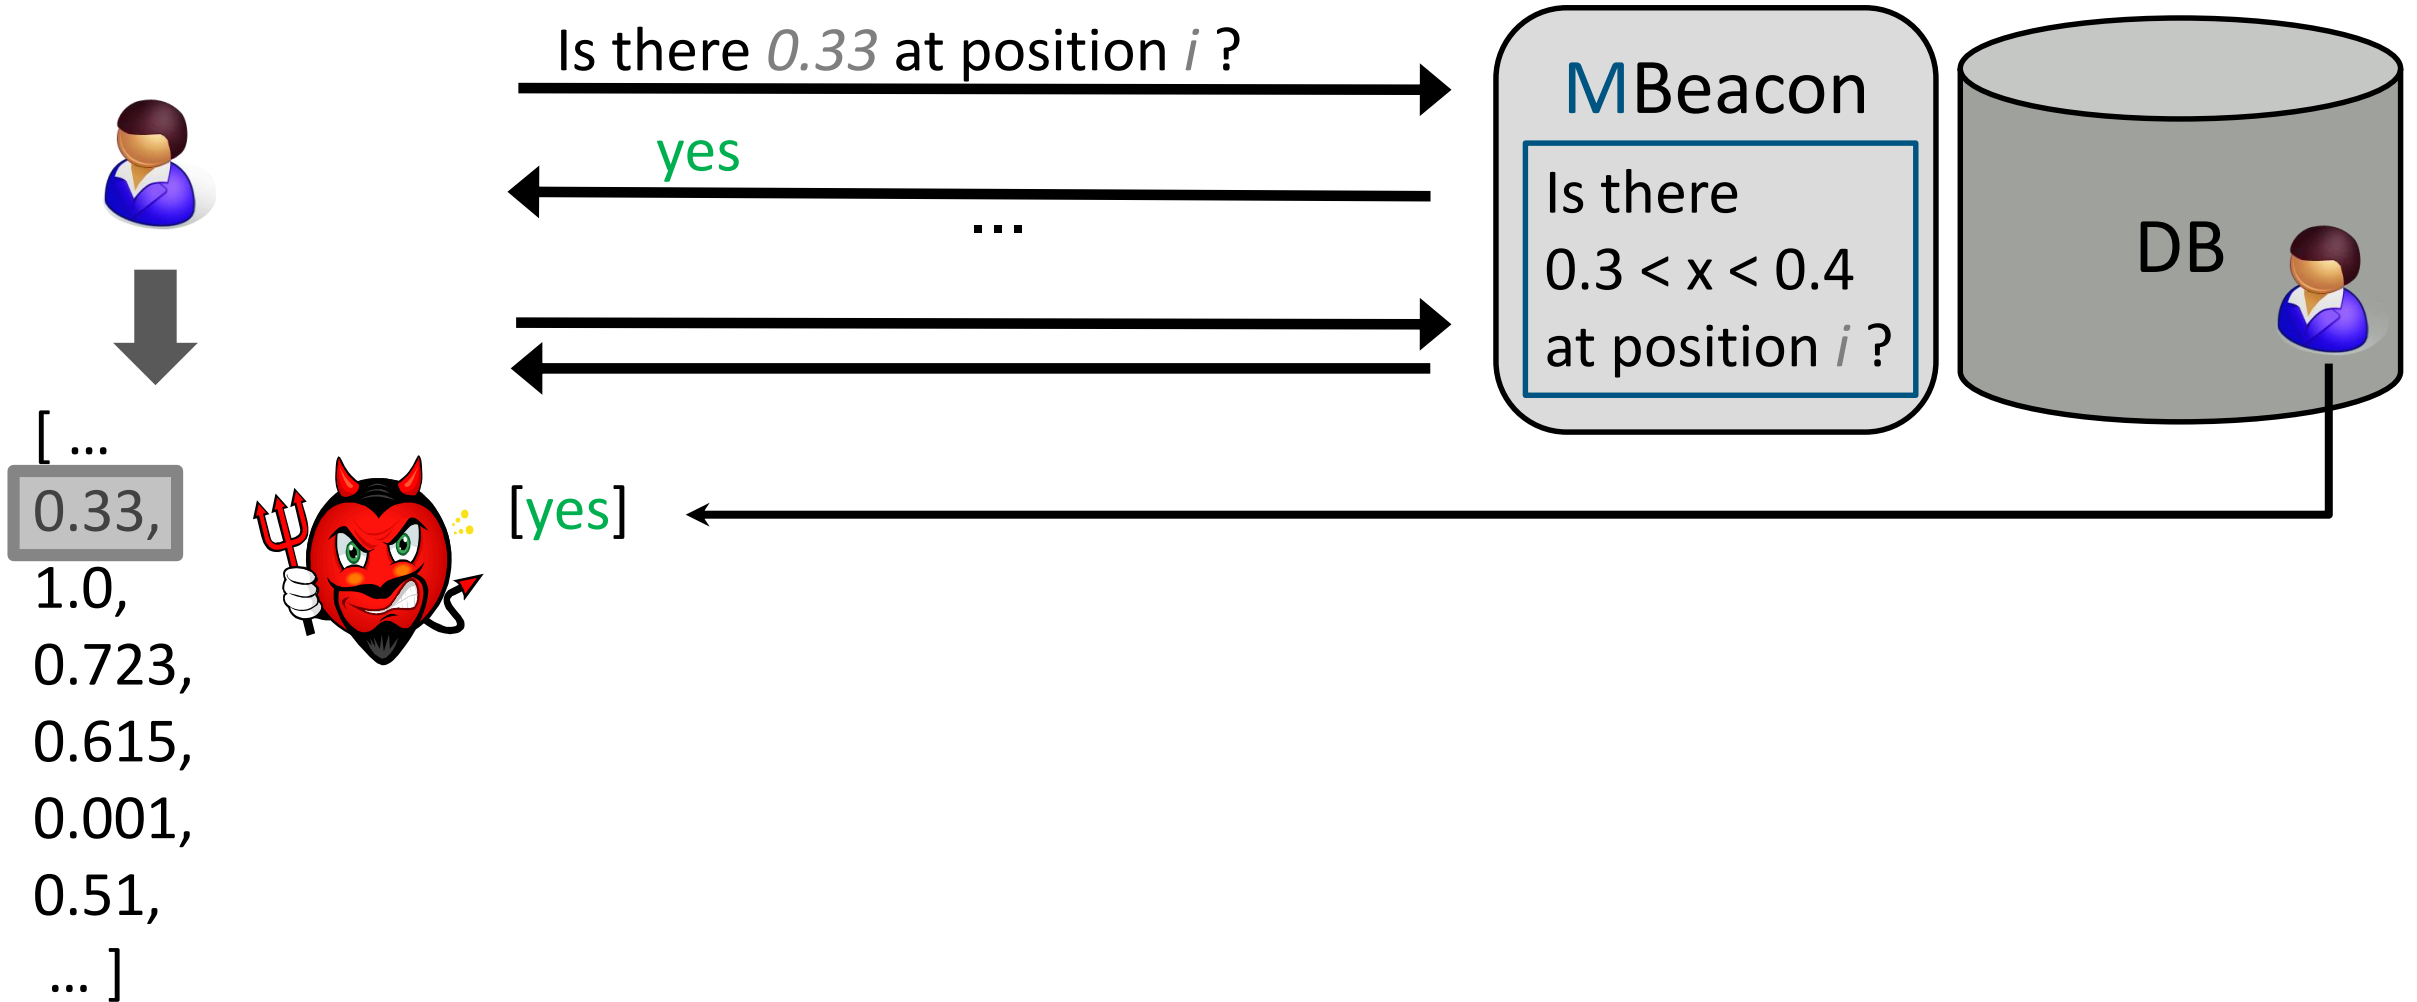 Is there 0.33 at position i ?
yes
...
MBeacon
Is there
0.3 < x < 0.4
at position i ?
DB
[ ...
0.33,
1.0,
0.723,
0.615,
0.001,
0.51,
... ]
[yes]